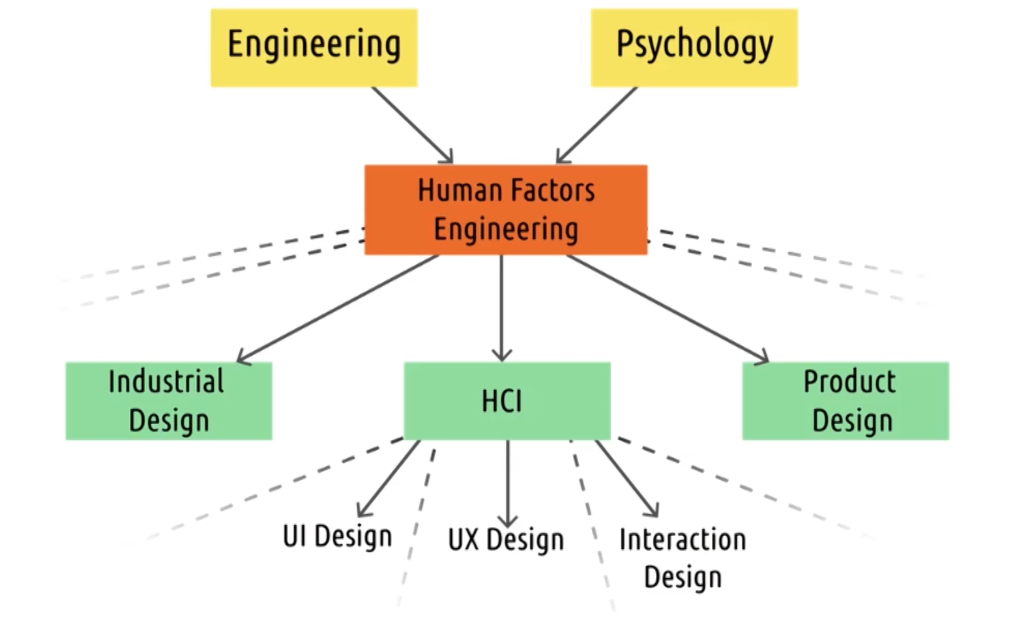 Engineering
Psychology
Human Factors
Engineering
Industrial
Design
HCI
Product
Design
UI Design
UX Design
Interaction
Design